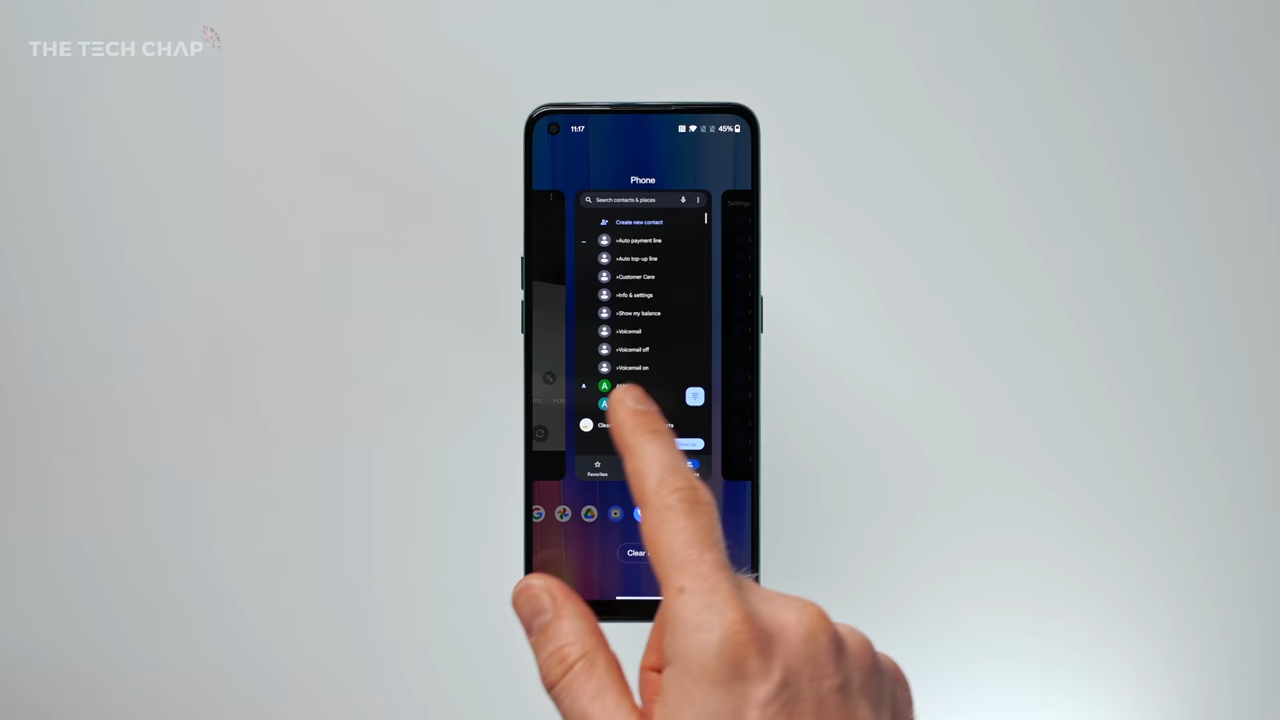 THE TECH CHAP
11:17
45%
Phone
Settings
Search contacts & places
Create new contact
>Auto payment line
>Auto top-up line
>Customer Care
>Info & settings
>Show my balance
>Voicemail
>Voicemail off
>Voicemail on
A
A
A
Favorites
Clear